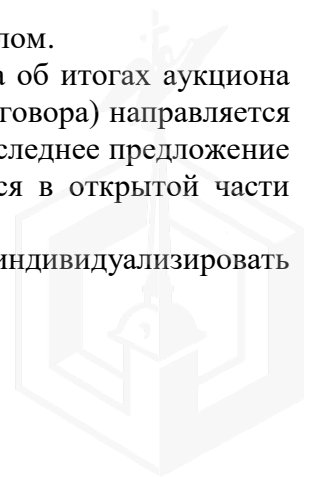 лом.
а об итогах аукциона
говора) направляется
следнее предложение
ся в открытой части
индивидуализировать